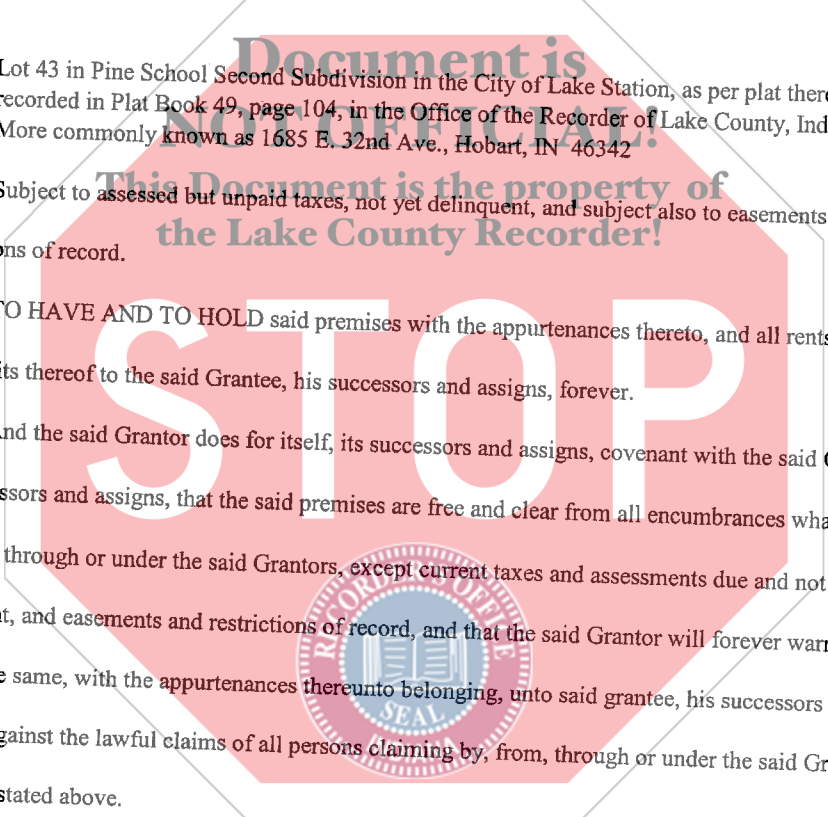 Document is
NOT OFFICIAL!
This Document is the property of
the Lake County Recorder!
Lot 43 in Pine School Second Subdivision in the City of Lake Station, as per plat there
recorded in Plat Book 49, page 104, in the Office of the Recorder of Lake County, Ind
More commonly known as 1685 E. 32nd Ave., Hobart, IN 46342
Subject to assessed but unpaid taxes, not yet delinquent, and subject also to easements
ons of record.
TO HAVE AND TO HOLD said premises with the appurtenances thereto, and all rents
its thereof to the said Grantee, his successors and assigns, forever.
And the said Grantor does for itself, its successors and assigns, covenant with the said
ssors and assigns, that the said premises are free and clear from all encumbrances wha
through or under the said Grantors, except current taxes and assessments due and not
t, and easements and restrictions of record, and that the said Grantor will forever warr
e same, with the appurtenances thereunto belonging, unto said grantee, his successors
gainst the lawful claims of all persons claiming by, from, through or under the said Gr
stated above.
STOP
RECORDER'S OFFICE
SEAL
INDIANA